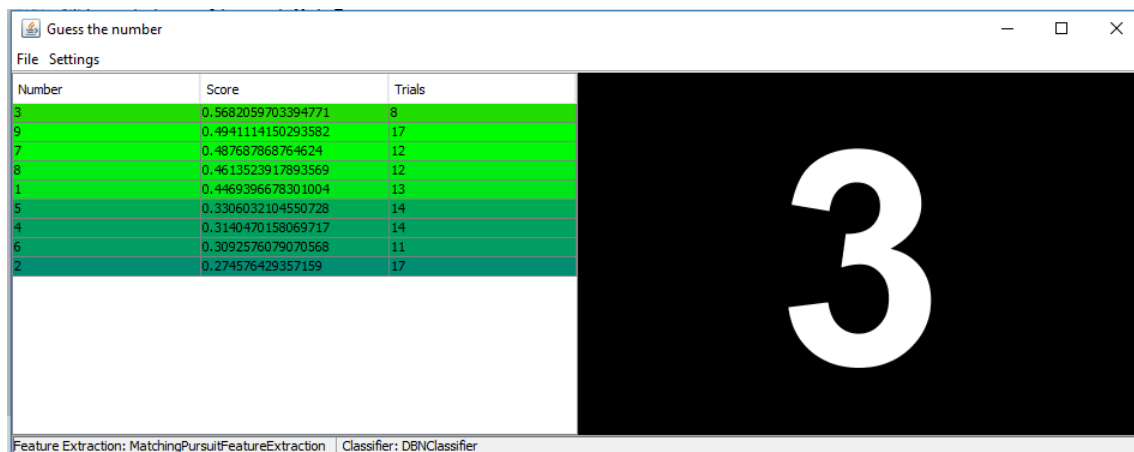 Guess the number
File Settings
Number Score Trials
3 0.5682059703394771 8
9 0.4941114150293582 17
7 0.487687868764624 12
8 0.4613523917893569 12
1 0.4469396678301004 13
5 0.3306032104550728 14
4 0.3140470158069717 14
6 0.3092576079070568 11
2 0.274576429357159 17
3
Feature Extraction: MatchingPursuitFeatureExtraction Classifier: DBNClassifier